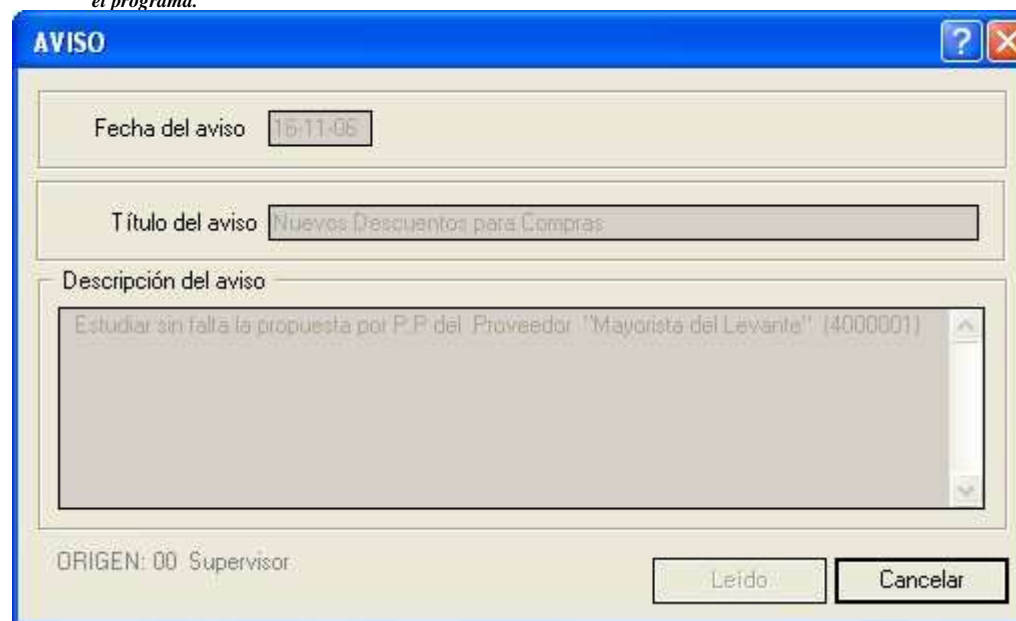 el programa.
AVISO
Fecha del aviso 16-11-06
Título del aviso Nuevos Descuentos para Compras
Descripción del aviso
Estudiar sin falta la propuesta por P.P del Proveedor "Mayorista del Levante" (4000001)
ORIGEN: 00 Supervisor
Leído Cancelar